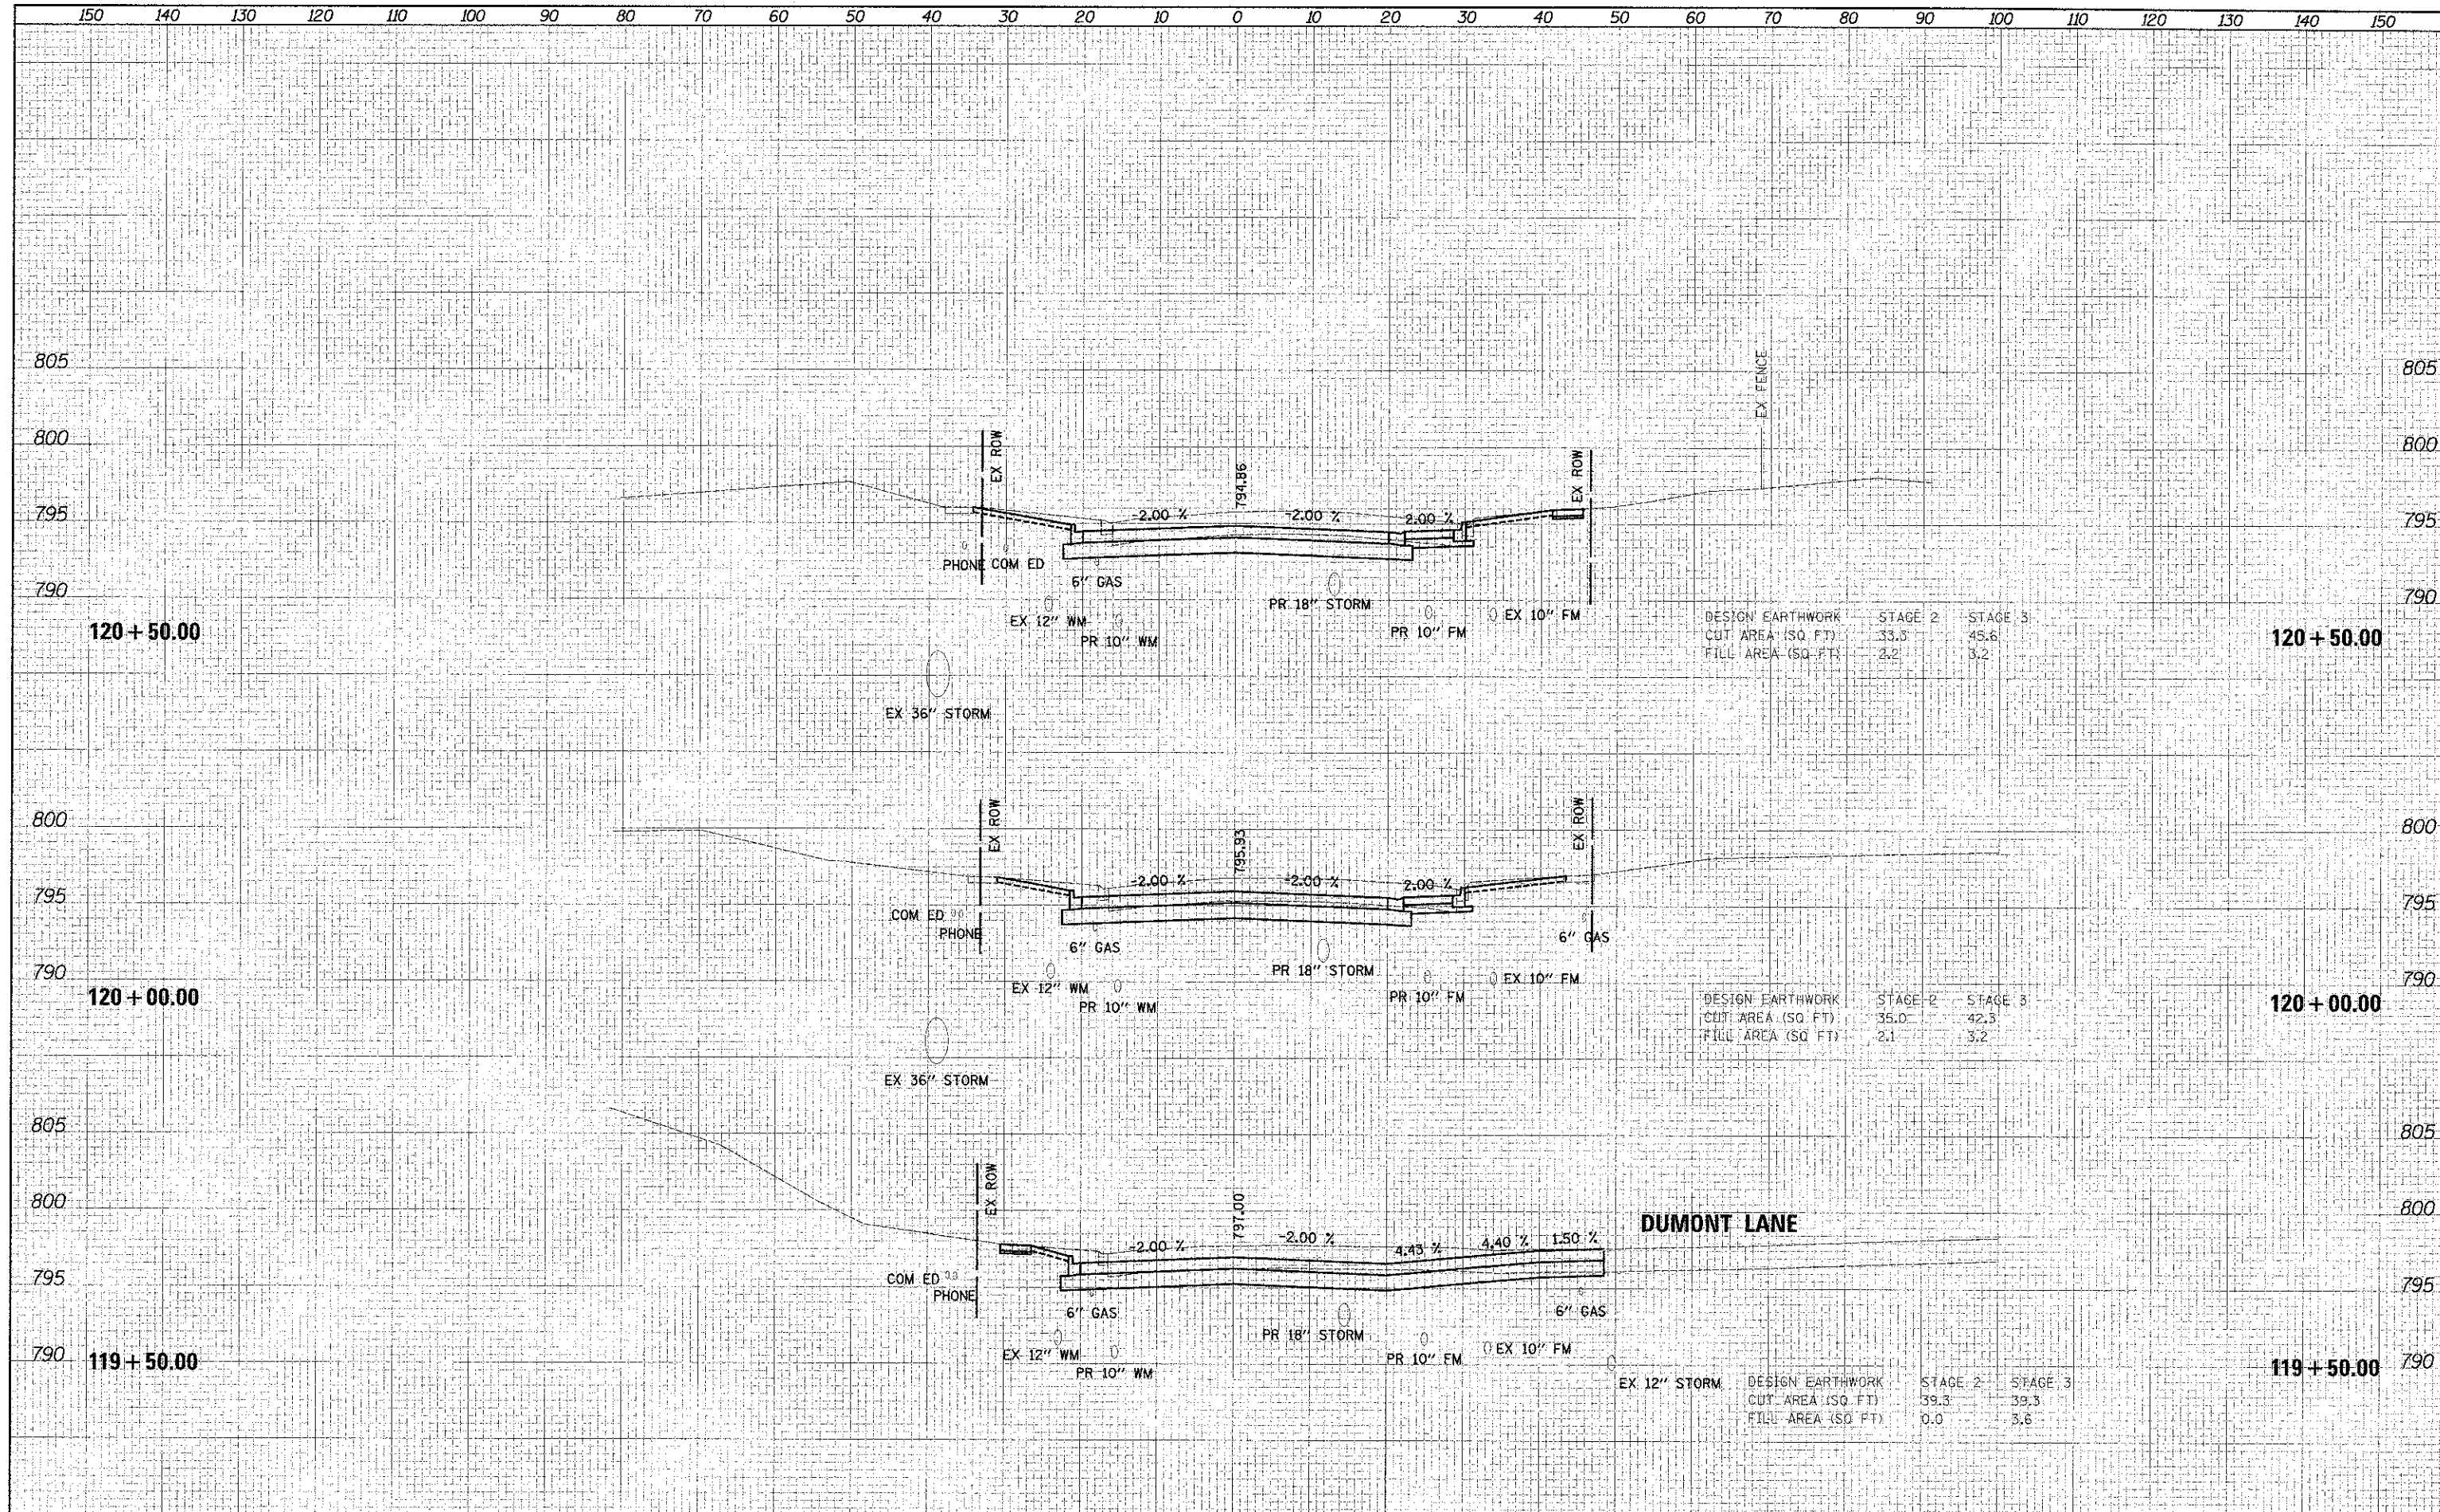 150 140 130 120 110 100 90 80 70 60 50 40 30 20 10 0 10 20 30 40 50 60 70 80 90 100 110 120 130 140 150
805 805
EX FENCE
800 800
EX ROW EX ROW
794.86
795 -2.00 % -2.00 % 2.00 % 795
PHONE COM ED
6" GAS
790 PR 18" STORM 790
EX 12" WM PR 10" WM PR 10" FM EX 10" FM
120+50.00 120+50.00
DESIGN EARTHWORK STAGE 2 STAGE 3
CUT AREA (SQ FT) 33.3 45.6
FILL AREA (SQ FT) 2.2 3.2
EX 36" STORM
800 800
EX ROW EX ROW
795.93
-2.00 % -2.00 % 2.00 %
795 795
COM ED
PHONE
6" GAS 6" GAS
790 PR 18" STORM 790
EX 12" WM PR 10" WM PR 10" FM EX 10" FM
120+00.00 120+00.00
DESIGN EARTHWORK STAGE 2 STAGE 3
CUT AREA (SQ FT) 35.0 42.3
FILL AREA (SQ FT) 2.1 3.2
EX 36" STORM
805 805
EX ROW
800 800
797.00
DUMONT LANE
-2.00 % -2.00 % 4.43 % 4.40 % 1.50 %
795 795
COM ED
PHONE
6" GAS 6" GAS
PR 18" STORM
EX 12" WM PR 10" WM PR 10" FM EX 10" FM
790 119+50.00 119+50.00 790
EX 12" STORM
DESIGN EARTHWORK STAGE 2 STAGE 3
CUT AREA (SQ FT) 39.3 39.3
FILL AREA (SQ FT) 0.0 3.6